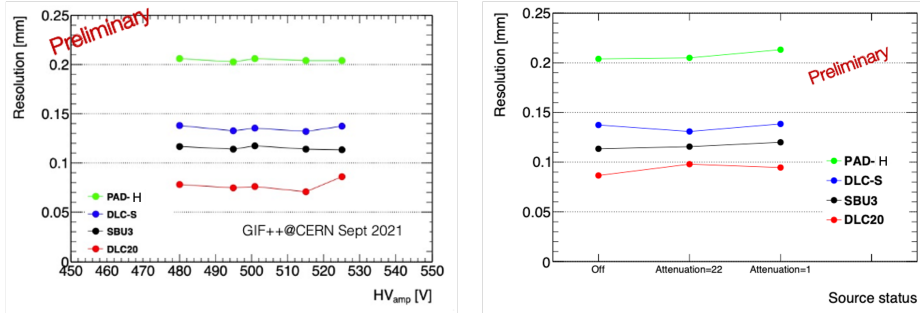 Preliminary
Resolution [mm]
0.25
0.2
0.15
0.1
0.05
0
PAD- H
DLC-S
SBU3
DLC20
GIF++@CERN Sept 2021
450 460 470 480 490 500 510 520 530 540 550
HVamp [V]
Resolution [mm]
0.25
0.2
0.15
0.1
0.05
0
Preliminary
PAD- H
DLC-S
SBU3
DLC20
Off Attenuation=22 Attenuation=1
Source status